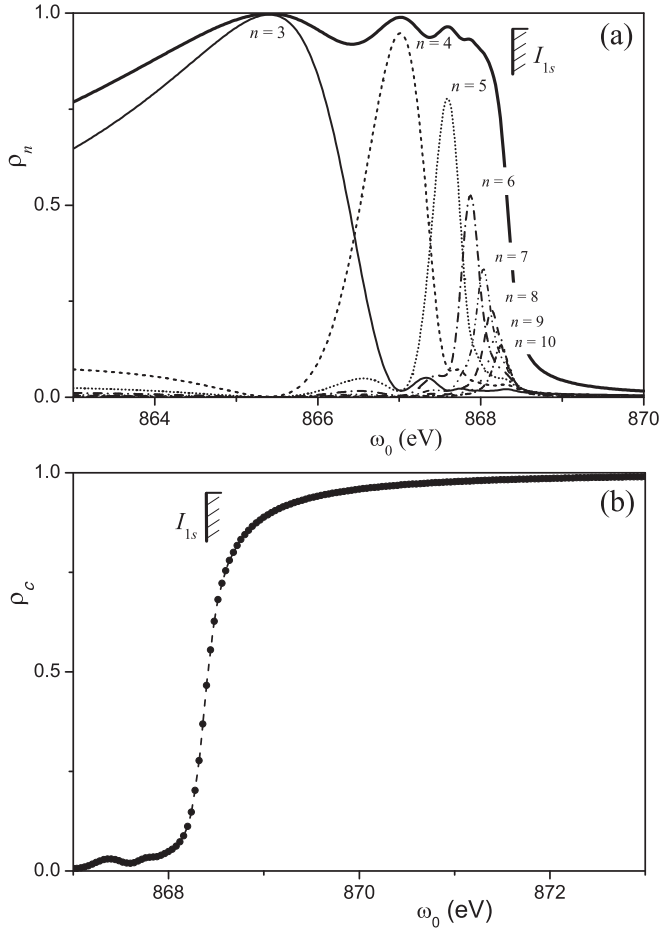 1.0
(a)
n = 3
n = 4
I1s
n = 5
ρn
0.5
n = 6
n = 7
n = 8
n = 9
n = 10
0.0
864 866 868 870
ω0 (eV)
1.0
(b)
I1s
ρc
0.5
0.0
868 870 872
ω0 (eV)